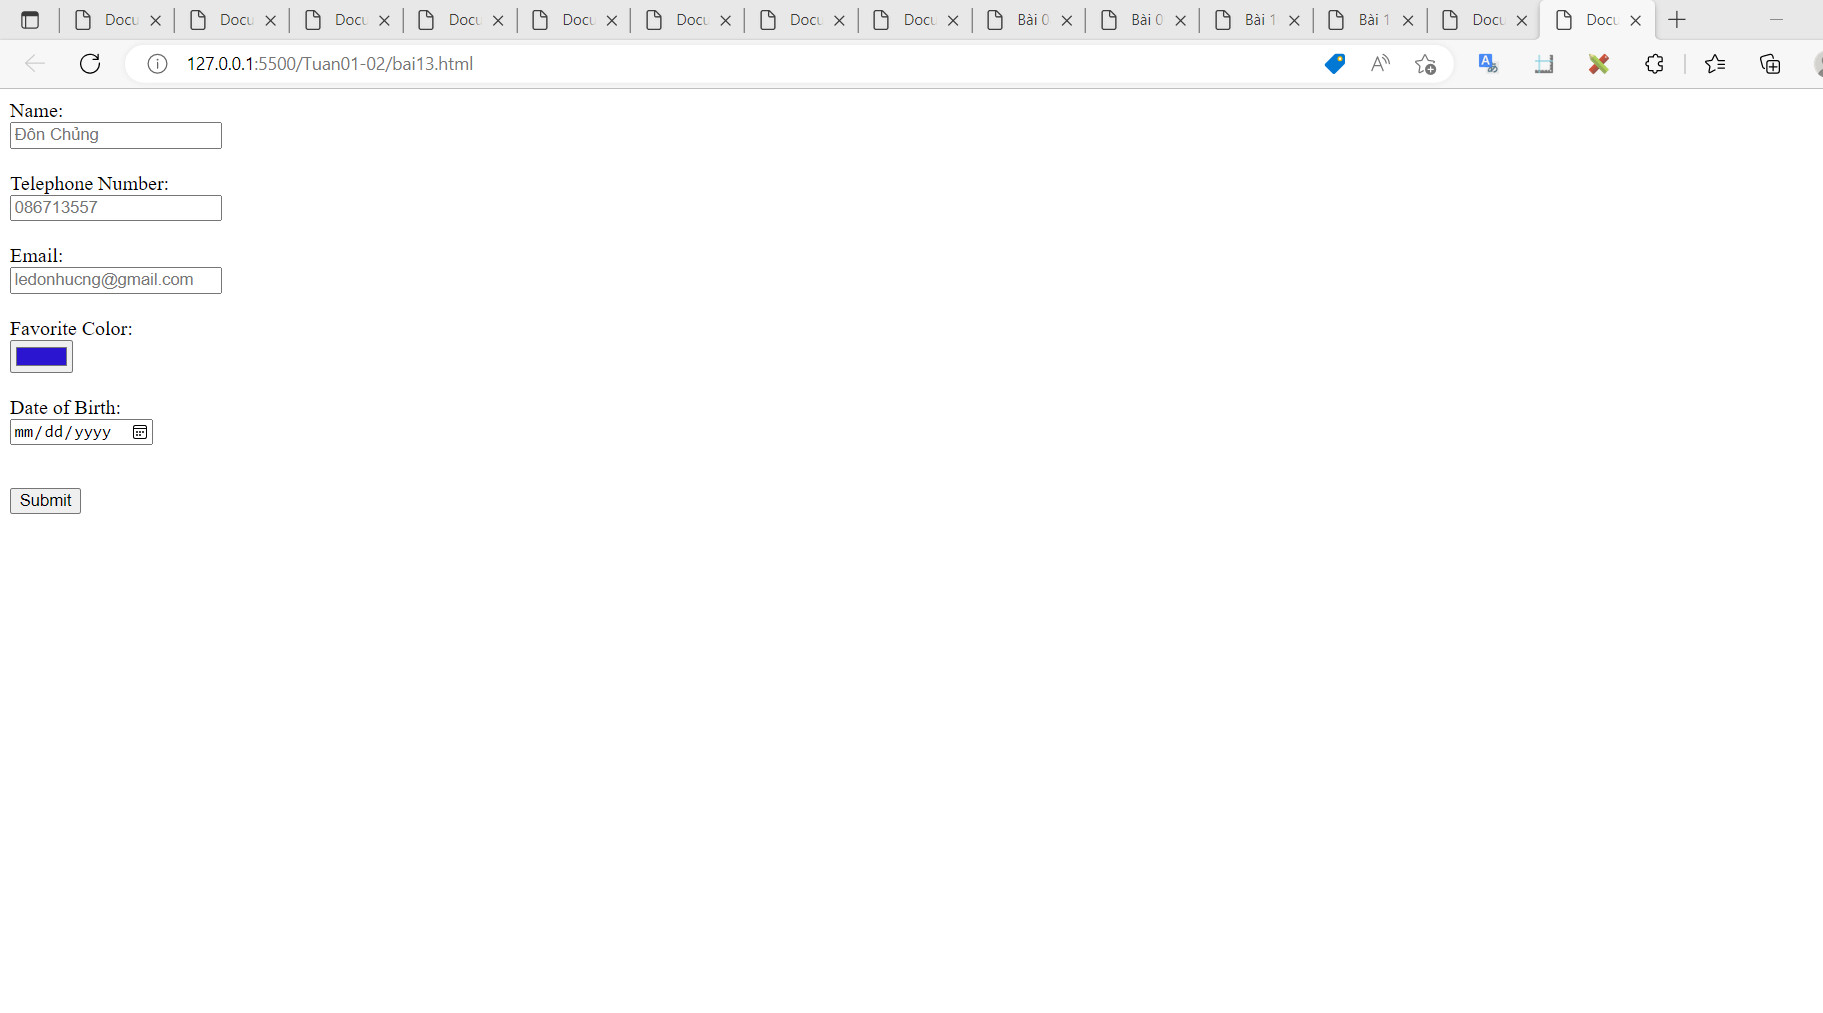 Docu Docu Docu Docu Docu Docu Docu Docu Bài 0 Bài 0 Bài 1 Bài 1 Docu Docu
127.0.0.1:5500/Tuan01-02/bai13.html
Name:
Đôn Chủng
Telephone Number:
086713557
Email:
ledonhucng@gmail.com
Favorite Color:
Date of Birth:
mm/dd/yyyy
Submit